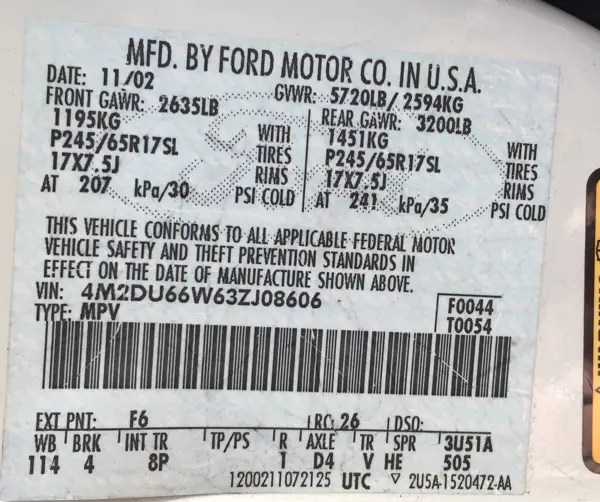 MFD. BY FORD MOTOR CO. IN U.S.A.
DATE: 11/02 GVWR: 5720LB/ 2594KG
FRONT GAWR: 2635LB REAR GAWR: 3200LB
1195KG WITH 1451KG WITH
P245/65R17SL TIRES P245/65R17SL TIRES
17X7.5J RIMS 17X7.5J RIMS
AT 207 kPa/30 PSI COLD AT 241 kPa/35 PSI COLD
THIS VEHICLE CONFORMS TO ALL APPLICABLE FEDERAL MOTOR
VEHICLE SAFETY AND THEFT PREVENTION STANDARDS IN
EFFECT ON THE DATE OF MANUFACTURE SHOWN ABOVE.
VIN: 4M2DU66W63ZJ08606 F0044
TYPE: MPV T0054
EXT PNT: F6 RC: 26 DSO:
WB BRK INT TR TP/PS R AXLE TR SPR 3U51A
114 4 8P 1 D4 V HE 505
1200211072125 UTC ▽ 2U5A-1520472-AA